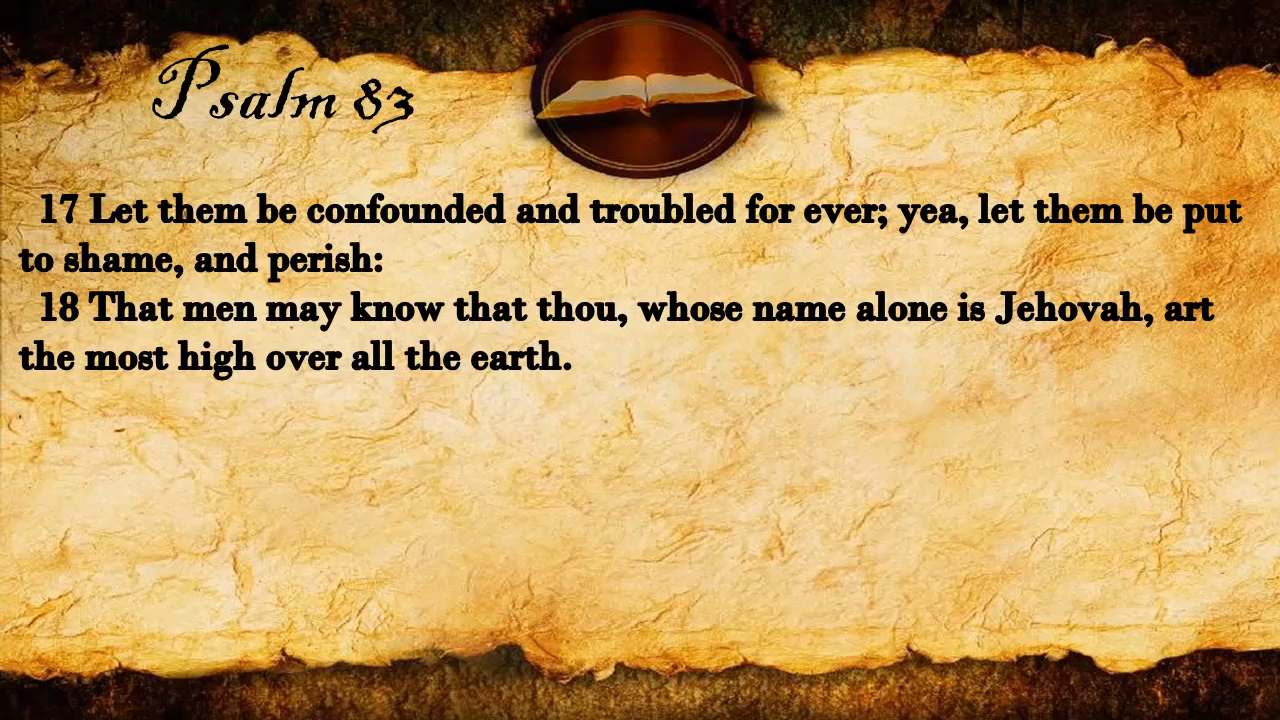 Psalm 83
17 Let them be confounded and troubled for ever; yea, let them be put
to shame, and perish:
18 That men may know that thou, whose name alone is Jehovah, art
the most high over all the earth.